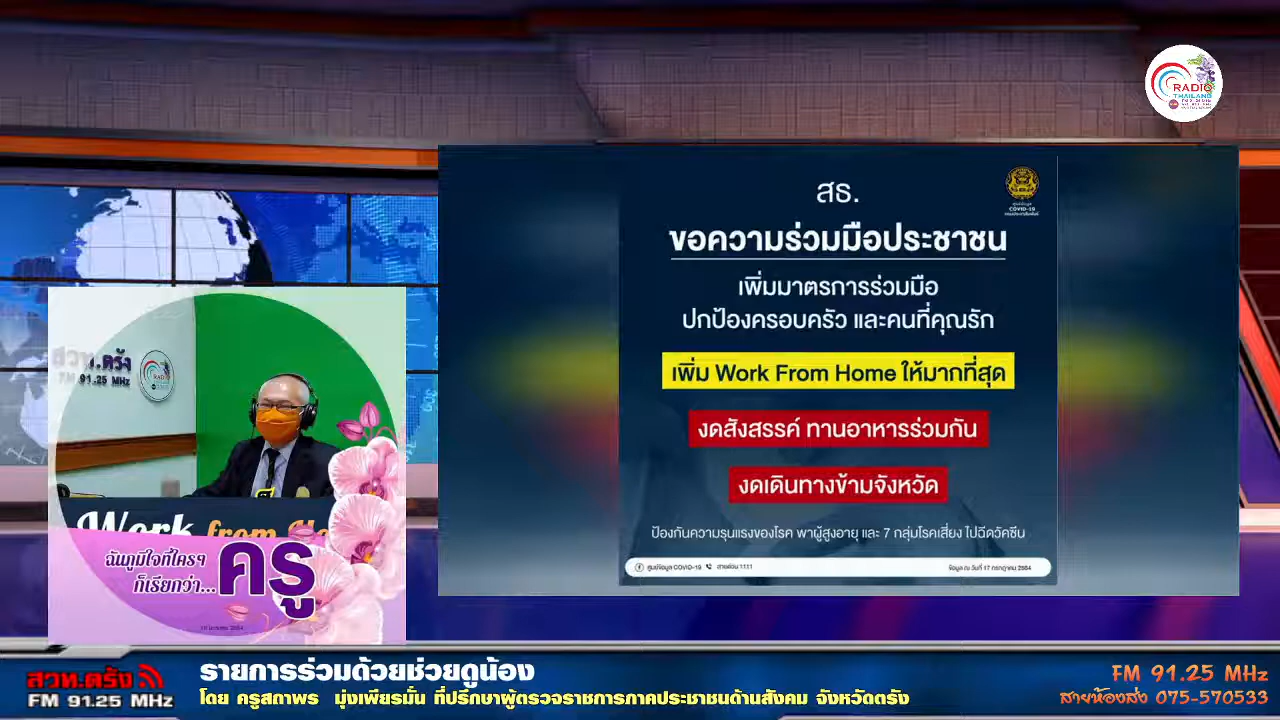 RADIO
THAILAND
สธ.
ศูนย์ข้อมูล
COVID-19
ขอความร่วมมือประชาชน
เพิ่มมาตรการร่วมมือ
ปกป้องครอบครัว และคนที่คุณรัก
เพิ่ม Work From Home ให้มากที่สุด
งดสังสรรค์ ทานอาหารร่วมกัน
งดเดินทางข้ามจังหวัด
ป้องกันความรุนแรงของโรค พาผู้สูงอายุ และ 7 กลุ่มโรคเสี่ยง ไปฉีดวัคซีน
ศูนย์ข้อมูล COVID-19 สายด่วน 1111 ข้อมูล ณ วันที่ 17 กรกฎาคม 2564
สวท.ตรัง
FM 91.25 MHz
RADIO
Work from
ฉันภูมิใจที่ใครๆ
ก็เรียกว่า... ครู
สวท.ตรัง
FM 91.25 MHz
รายการร่วมด้วยช่วยดูน้อง
โดย ครูสถาพร มุ่งเพียรมั่น ที่ปรึกษาผู้ตรวจราชการภาคประชาชนด้านสังคม จังหวัดตรัง
FM 91.25 MHz
สายห้องส่ง 075-570533